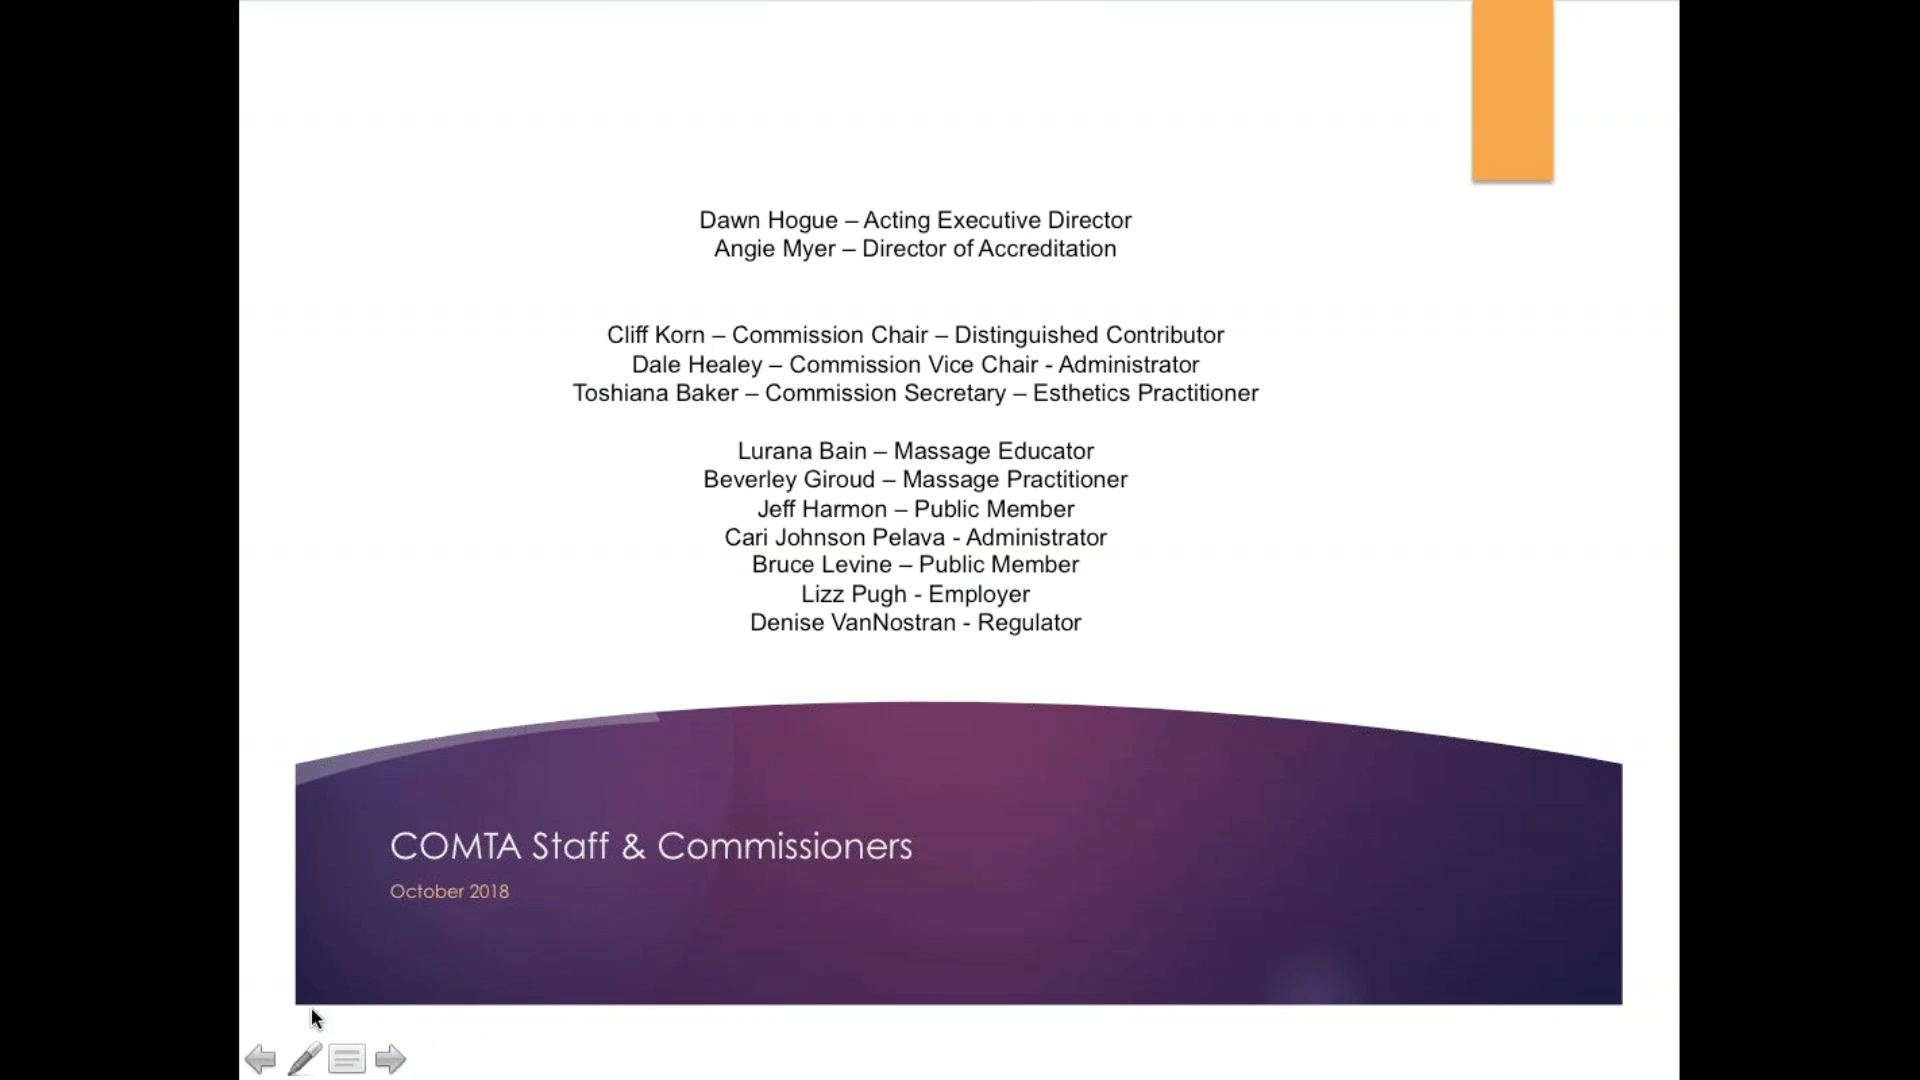 Dawn Hogue – Acting Executive Director
Angie Myer – Director of Accreditation
Cliff Korn – Commission Chair – Distinguished Contributor
Dale Healey – Commission Vice Chair - Administrator
Toshiana Baker – Commission Secretary – Esthetics Practitioner
Lurana Bain – Massage Educator
Beverley Giroud – Massage Practitioner
Jeff Harmon – Public Member
Cari Johnson Pelava - Administrator
Bruce Levine – Public Member
Lizz Pugh - Employer
Denise VanNostran - Regulator
COMTA Staff & Commissioners
October 2018